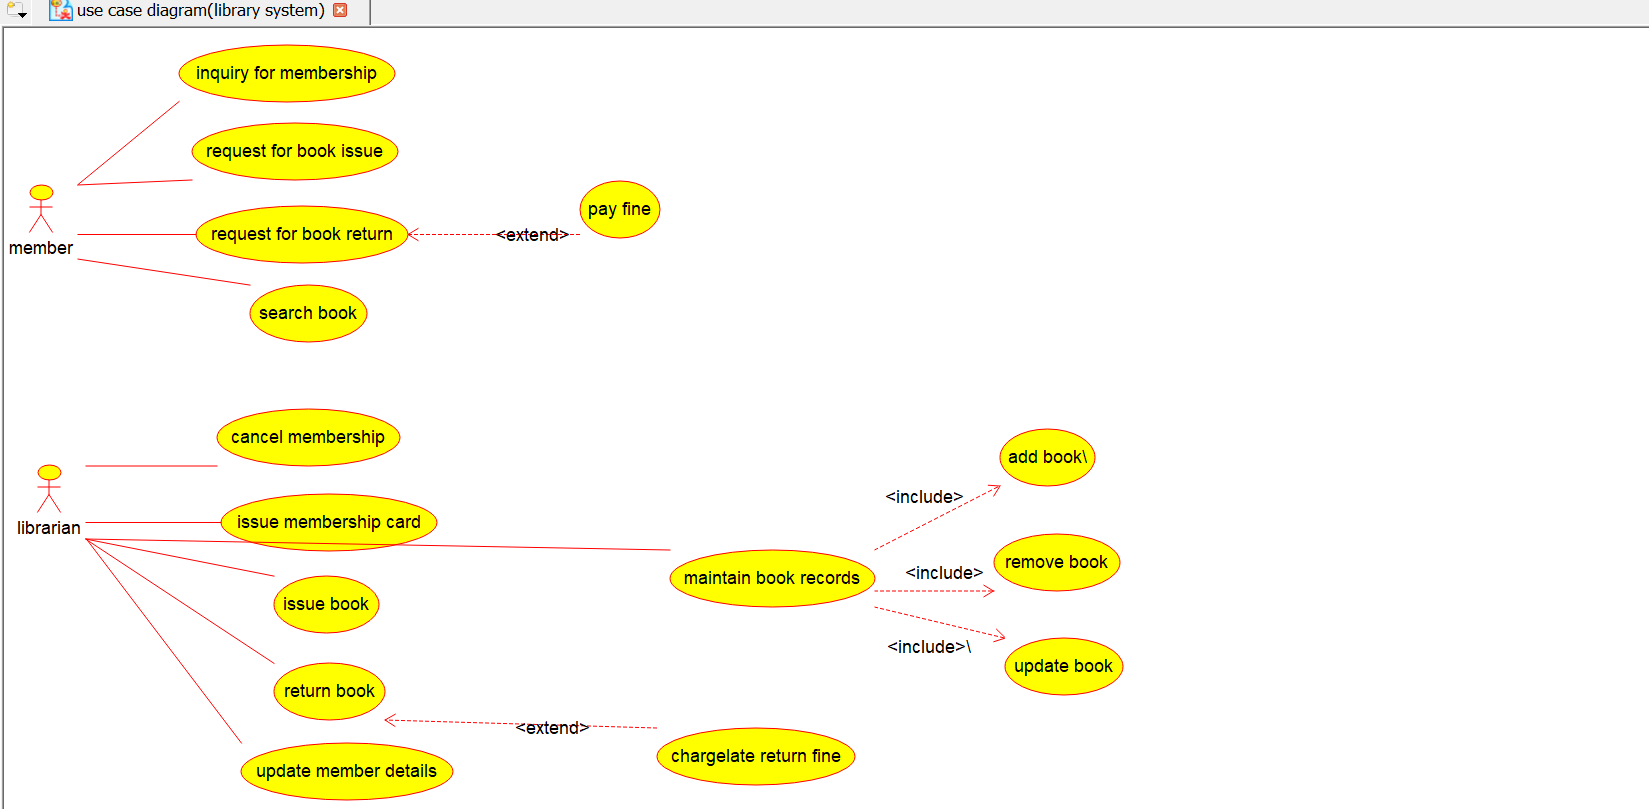 use case diagram(library system)
inquiry for membership
request for book issue
member
request for book return
<extend>
pay fine
search book
cancel membership
librarian
issue membership card
issue book
return book
update member details
maintain book records
<include>
add book\
<include>
remove book
<include>\
update book
<extend>
chargelate return fine